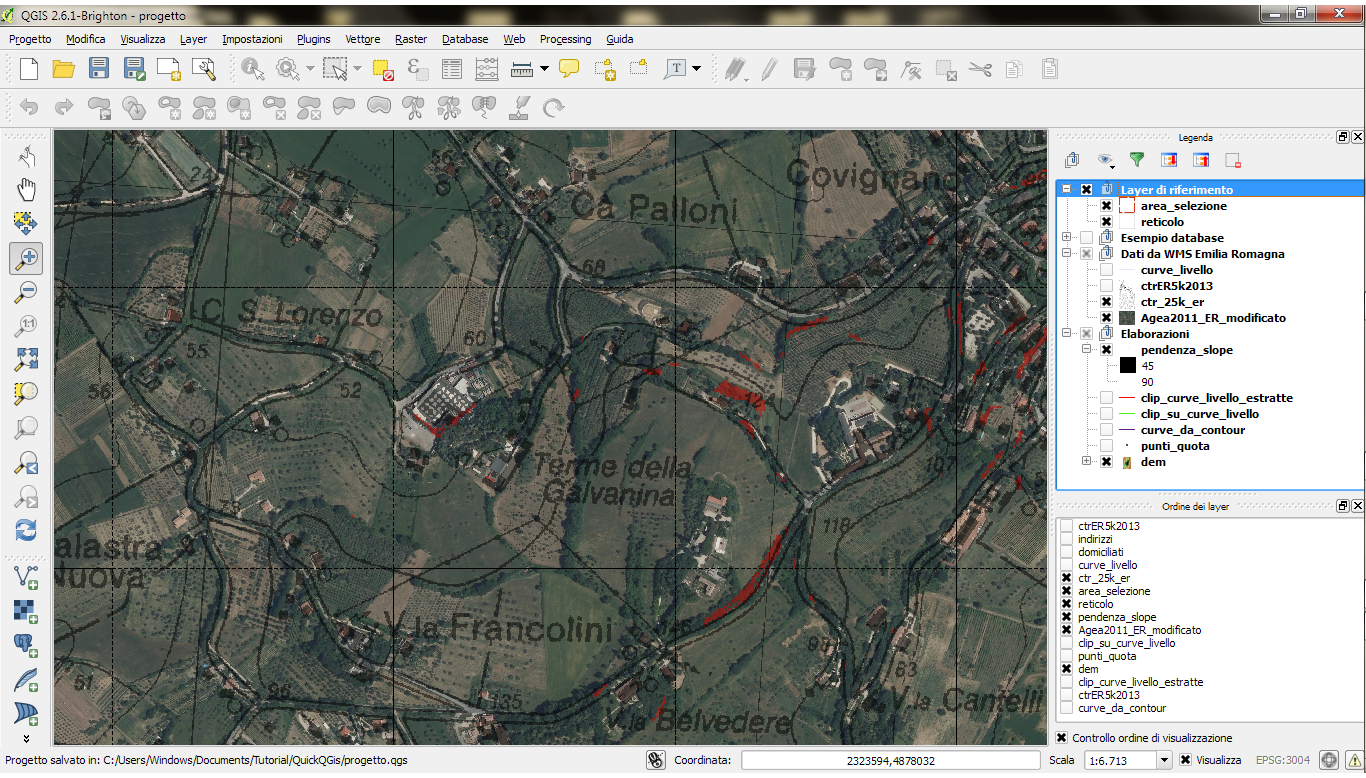 QGIS 2.6.1-Brighton - progetto
Progetto Modifica Visualizza Layer Impostazioni Plugins Vettore Raster Database Web Processing Guida
Legenda
Layer di riferimento
area_selezione
reticolo
Esempio database
Dati da WMS Emilia Romagna
curve_livello
ctrER5k2013
ctr_25k_er
Agea2011_ER_modificato
Elaborazioni
pendenza_slope
45
90
clip_curve_livello_estratte
clip_su_curve_livello
curve_da_contour
punti_quota
dem
Ordine dei layer
ctrER5k2013
indirizzi
domiciliati
curve_livello
ctr_25k_er
area_selezione
reticolo
pendenza_slope
Agea2011_ER_modificato
clip_su_curve_livello
punti_quota
dem
clip_curve_livello_estratte
ctrER5k2013
curve_da_contour
Controllo ordine di visualizzazione
Covignano
24
Ca Palloni
68
C. S. Lorenzo
60
55
52
56
Terme della
Galvanina
107
118
alastra
Nuova
V.la Francolini
51
135
V.la Belvedere
V.la Cantelli
Progetto salvato in: C:/Users/Windows/Documents/Tutorial/QuickQGis/progetto.qgs
Coordinata: 2323594,4878032
Scala 1:6.713
Visualizza
EPSG:3004